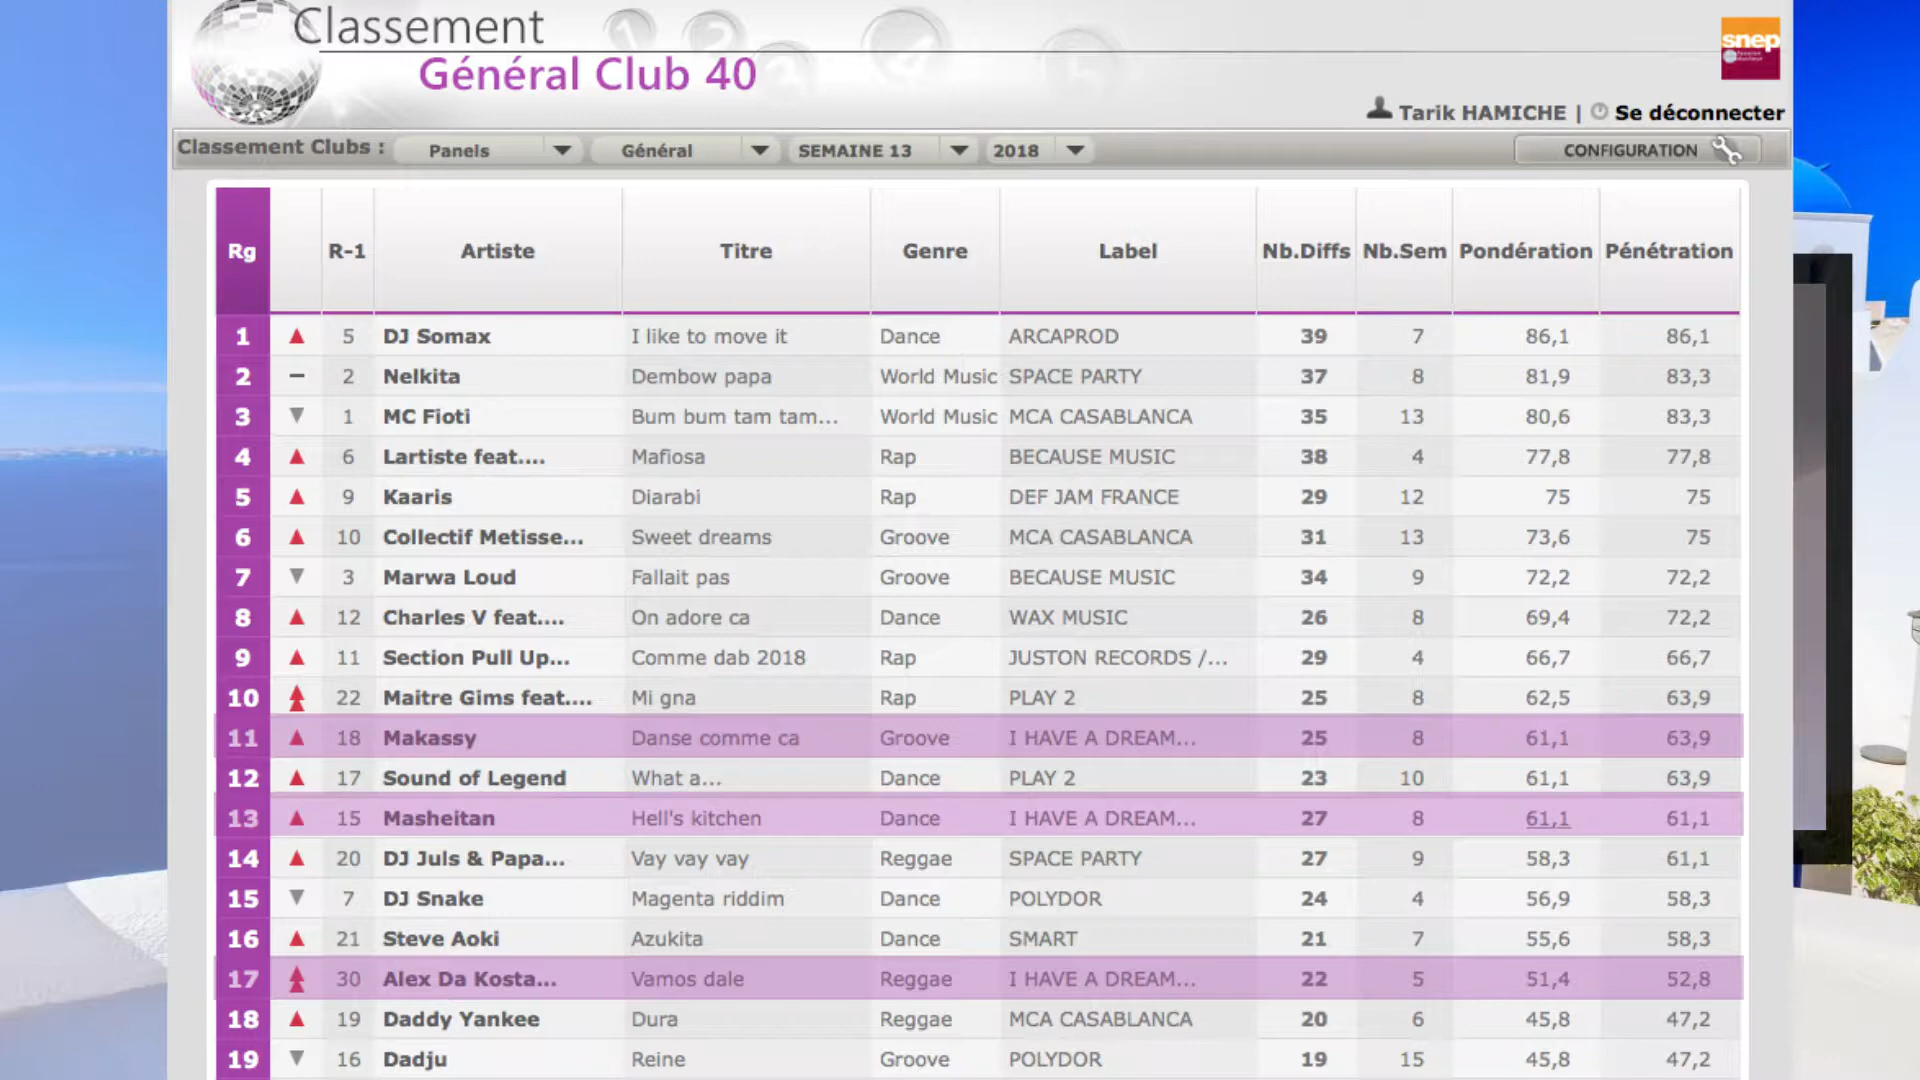 Classement
Général Club 40
snep
Tarik HAMICHE | Se déconnecter
Classement Clubs : Panels Général SEMAINE 13 2018 CONFIGURATION
Rg R-1 Artiste Titre Genre Label Nb.Diffs Nb.Sem Pondération Pénétration
1 5 DJ Somax I like to move it Dance ARCAPROD 39 7 86,1 86,1
2 2 Nelkita Dembow papa World Music SPACE PARTY 37 8 81,9 83,3
3 1 MC Fioti Bum bum tam tam... World Music MCA CASABLANCA 35 13 80,6 83,3
4 6 Lartiste feat.... Mafiosa Rap BECAUSE MUSIC 38 4 77,8 77,8
5 9 Kaaris Diarabi Rap DEF JAM FRANCE 29 12 75 75
6 10 Collectif Metisse... Sweet dreams Groove MCA CASABLANCA 31 13 73,6 75
7 3 Marwa Loud Fallait pas Groove BECAUSE MUSIC 34 9 72,2 72,2
8 12 Charles V feat.... On adore ca Dance WAX MUSIC 26 8 69,4 72,2
9 11 Section Pull Up... Comme dab 2018 Rap JUSTON RECORDS /... 29 4 66,7 66,7
10 22 Maitre Gims feat.... Mi gna Rap PLAY 2 25 8 62,5 63,9
11 18 Makassy Danse comme ca Groove I HAVE A DREAM... 25 8 61,1 63,9
12 17 Sound of Legend What a... Dance PLAY 2 23 10 61,1 63,9
13 15 Masheitan Hell's kitchen Dance I HAVE A DREAM... 27 8 61,1 61,1
14 20 DJ Juls & Papa... Vay vay vay Reggae SPACE PARTY 27 9 58,3 61,1
15 7 DJ Snake Magenta riddim Dance POLYDOR 24 4 56,9 58,3
16 21 Steve Aoki Azukita Dance SMART 21 7 55,6 58,3
17 30 Alex Da Kosta... Vamos dale Reggae I HAVE A DREAM... 22 5 51,4 52,8
18 19 Daddy Yankee Dura Reggae MCA CASABLANCA 20 6 45,8 47,2
19 16 Dadju Reine Groove POLYDOR 19 15 45,8 47,2